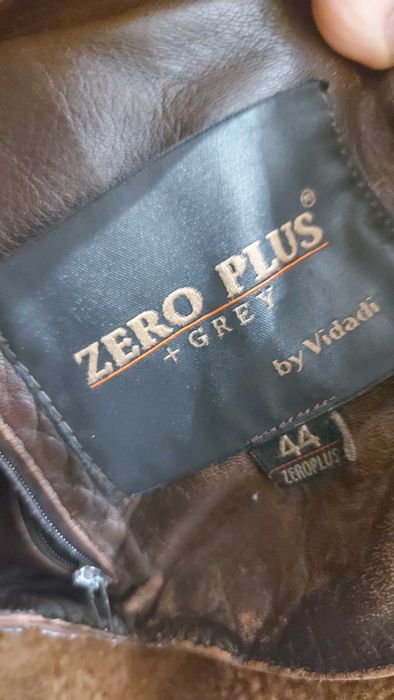 ZERO PLUS®
+ GREY
by Vidadi
44
ZEROPLUS